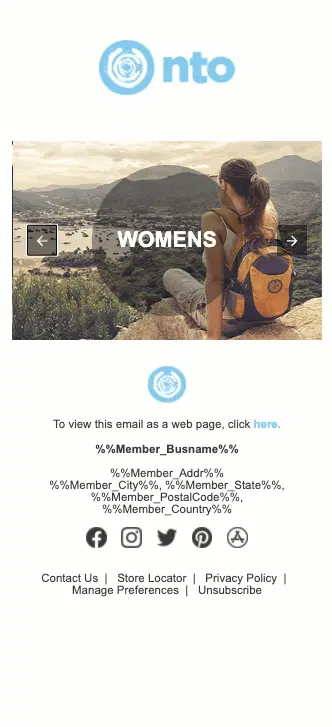 nto
WOMENS
To view this email as a web page, click here.
%%Member_Busname%%
%%Member_Addr%%
%%Member_City%%, %%Member_State%%,
%%Member_PostalCode%%,
%%Member_Country%%
Contact Us | Store Locator | Privacy Policy |
Manage Preferences | Unsubscribe